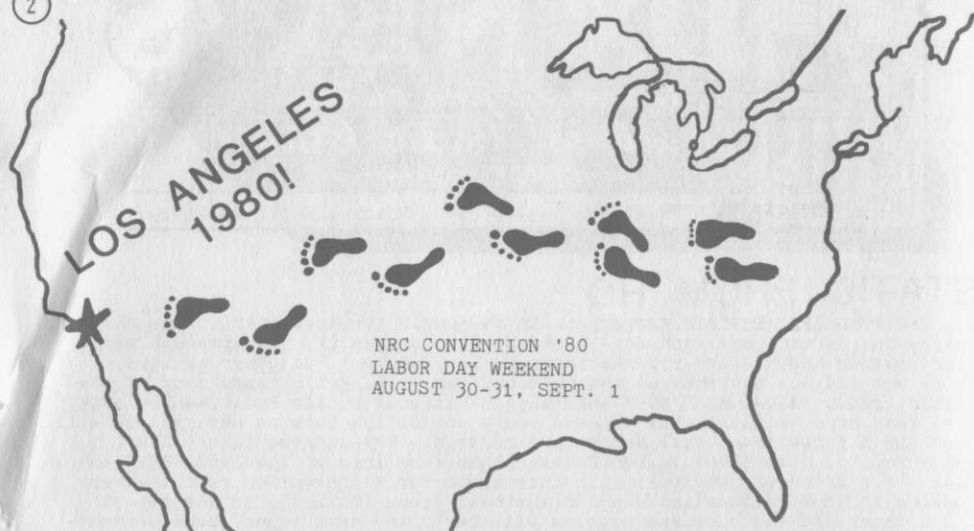 2
LOS ANGELES
1980!
NRC CONVENTION '80
LABOR DAY WEEKEND
AUGUST 30-31, SEPT. 1